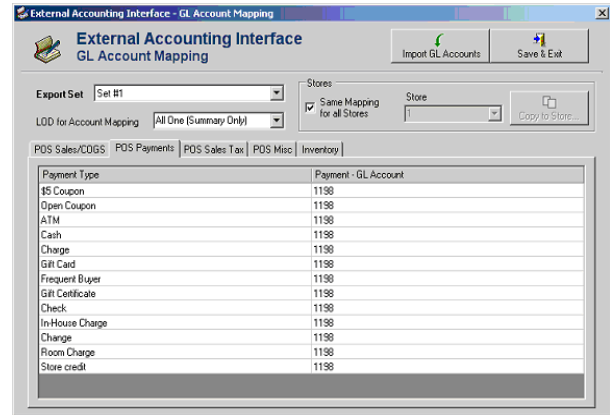 External Accounting Interface - GL Account Mapping
External Accounting Interface
GL Account Mapping
Import GL Accounts
Save & Exit
Export Set Set #1
LOD for Account Mapping All One (Summary Only)
Stores
Same Mapping for all Stores
Store
1
Copy to Store...
POS Sales/COGS POS Payments POS Sales Tax POS Misc Inventory
Payment Type Payment - GL Account
$5 Coupon 1198
Open Coupon 1198
ATM 1198
Cash 1198
Charge 1198
Gift Card 1198
Frequent Buyer 1198
Gift Certificate 1198
Check 1198
In-House Charge 1198
Change 1198
Room Charge 1198
Store credit 1198